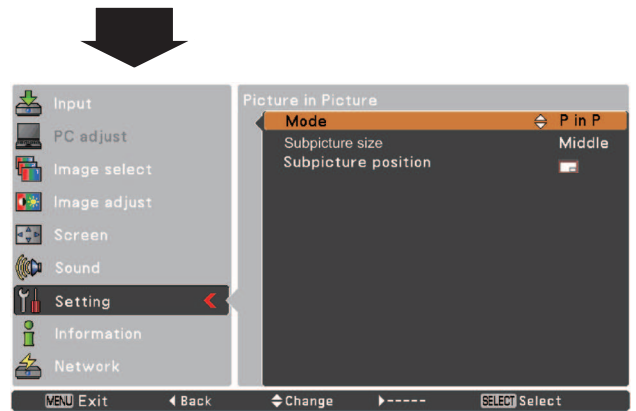 Input
PC adjust
Image select
Image adjust
Screen
Sound
Setting
Information
Network
Picture in Picture
Mode P in P
Subpicture size Middle
Subpicture position
MENU Exit Back Change ----- SELECT Select